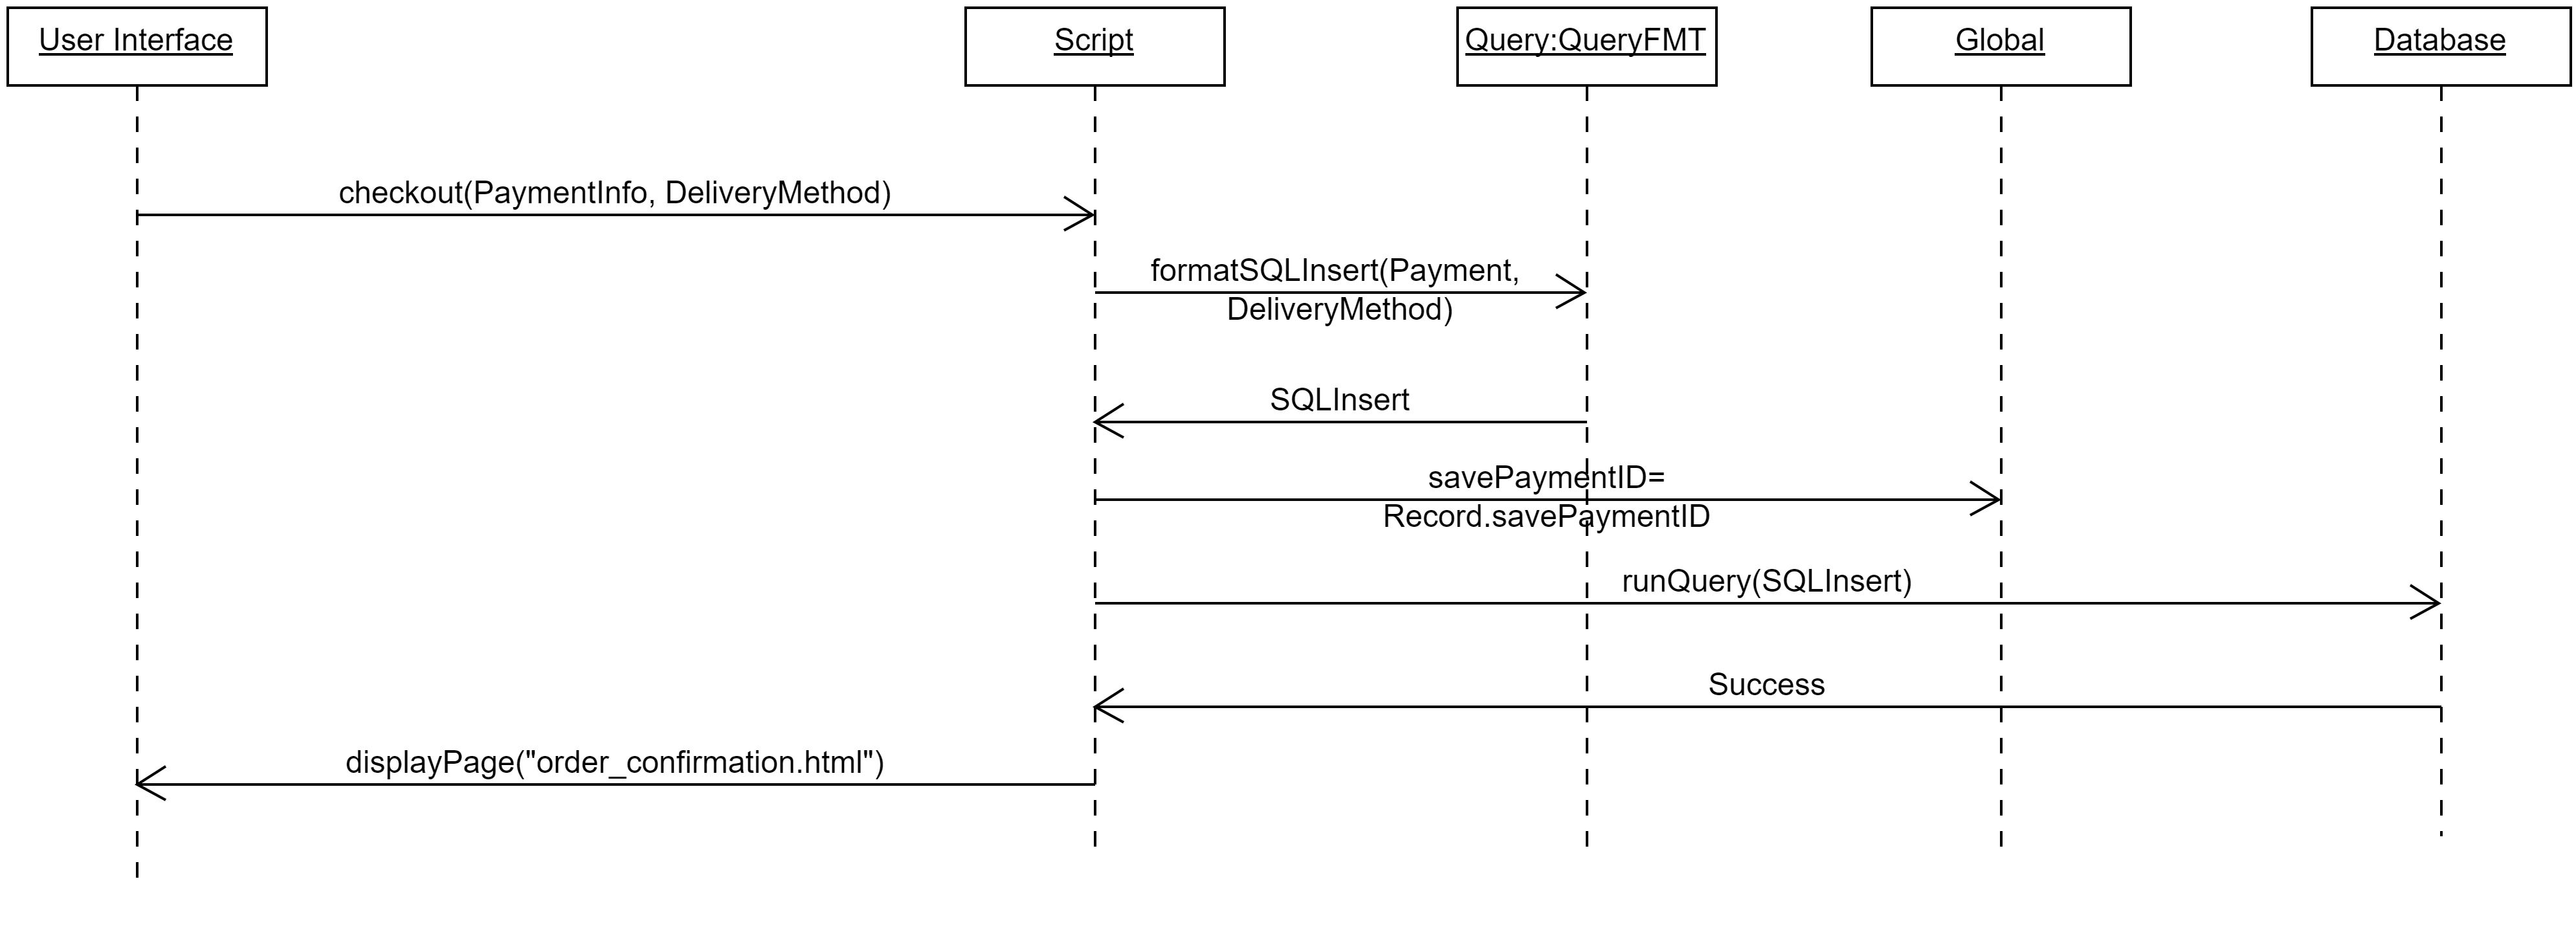 User Interface
Script
Query:QueryFMT
Global
Database
checkout(PaymentInfo, DeliveryMethod)
formatSQLInsert(Payment,
DeliveryMethod)
SQLInsert
savePaymentID=
Record.savePaymentID
runQuery(SQLInsert)
Success
displayPage("order_confirmation.html")